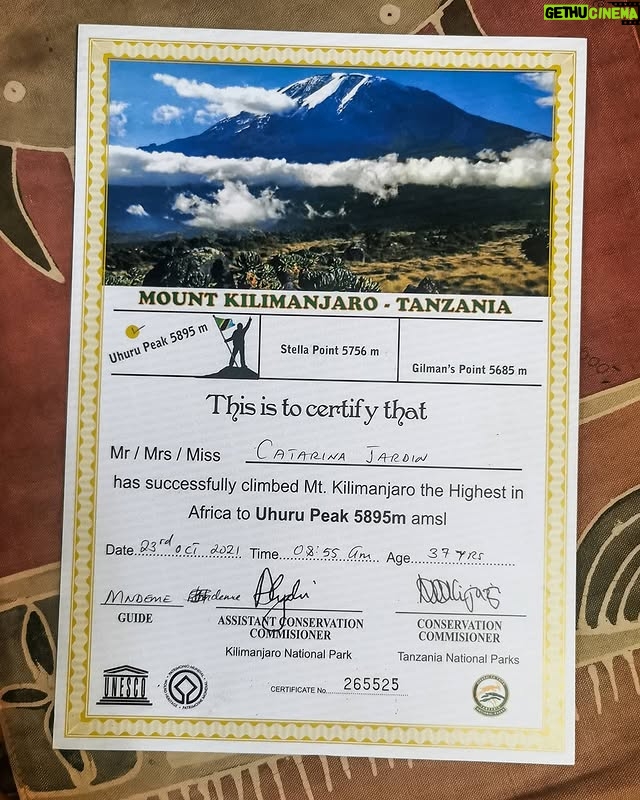 GETHUCINEMA
MOUNT KILIMANJARO - TANZANIA
Uhuru Peak 5895 m
Stella Point 5756 m
Gilman's Point 5685 m
This is to certify that
Mr / Mrs / Miss CATARINA JARDIN
has successfully climbed Mt. Kilimanjaro the Highest in
Africa to Uhuru Peak 5895m amsl
Date 23rd OCT 2021 Time 08:55 am Age 37 YRS
MNDEME
GUIDE
ASSISTANT CONSERVATION
COMMISIONER
Kilimanjaro National Park
CONSERVATION
COMMISIONER
Tanzania National Parks
UNESCO
CERTIFICATE No. 265525